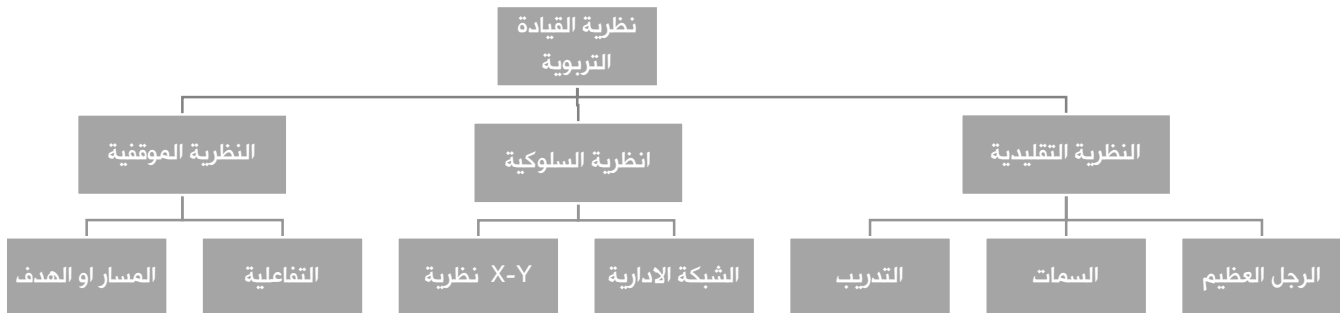 نظرية القيادة
التربوية
النظرية التقليدية
انظرية السلوكية
النظرية الموقفية
الرجل العظيم
السمات
التدريب
الشبكة الادارية
نظرية X-Y
التفاعلية
المسار او الهدف